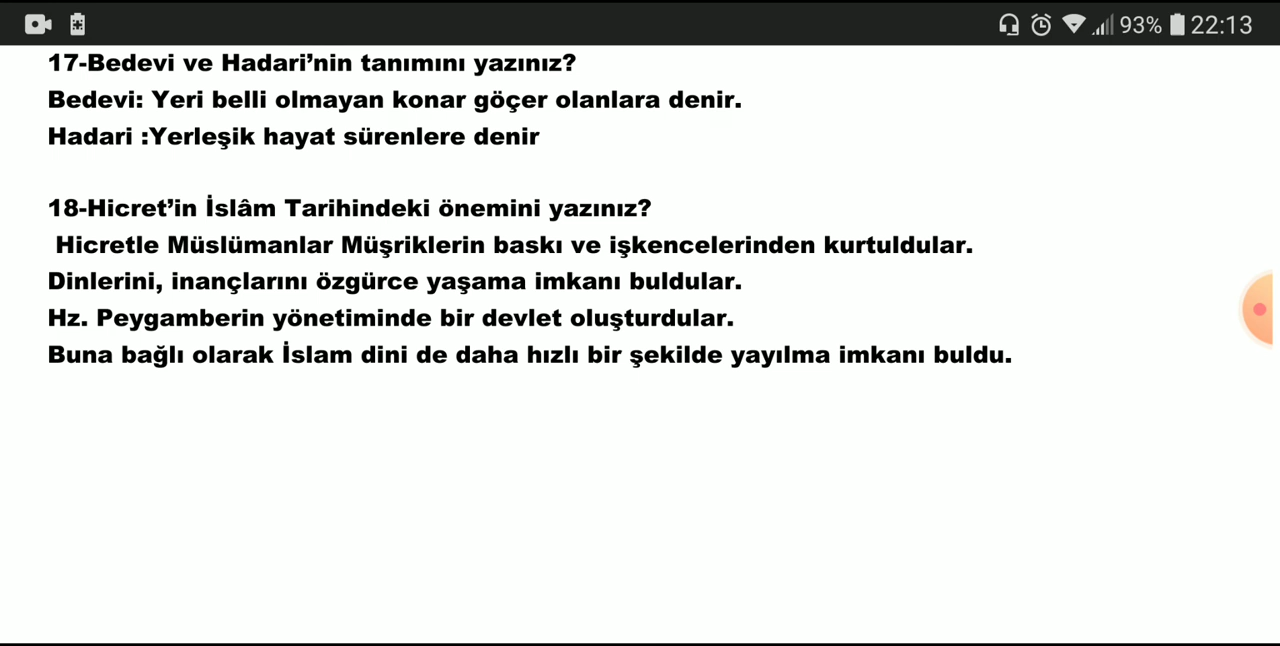 93% 22:13
17-Bedevi ve Hadari’nin tanımını yazınız?
Bedevi: Yeri belli olmayan konar göçer olanlara denir.
Hadari :Yerleşik hayat sürenlere denir
18-Hicret’in İslâm Tarihindeki önemini yazınız?
Hicretle Müslümanlar Müşriklerin baskı ve işkencelerinden kurtuldular.
Dinlerini, inançlarını özgürce yaşama imkanı buldular.
Hz. Peygamberin yönetiminde bir devlet oluşturdular.
Buna bağlı olarak İslam dini de daha hızlı bir şekilde yayılma imkanı buldu.